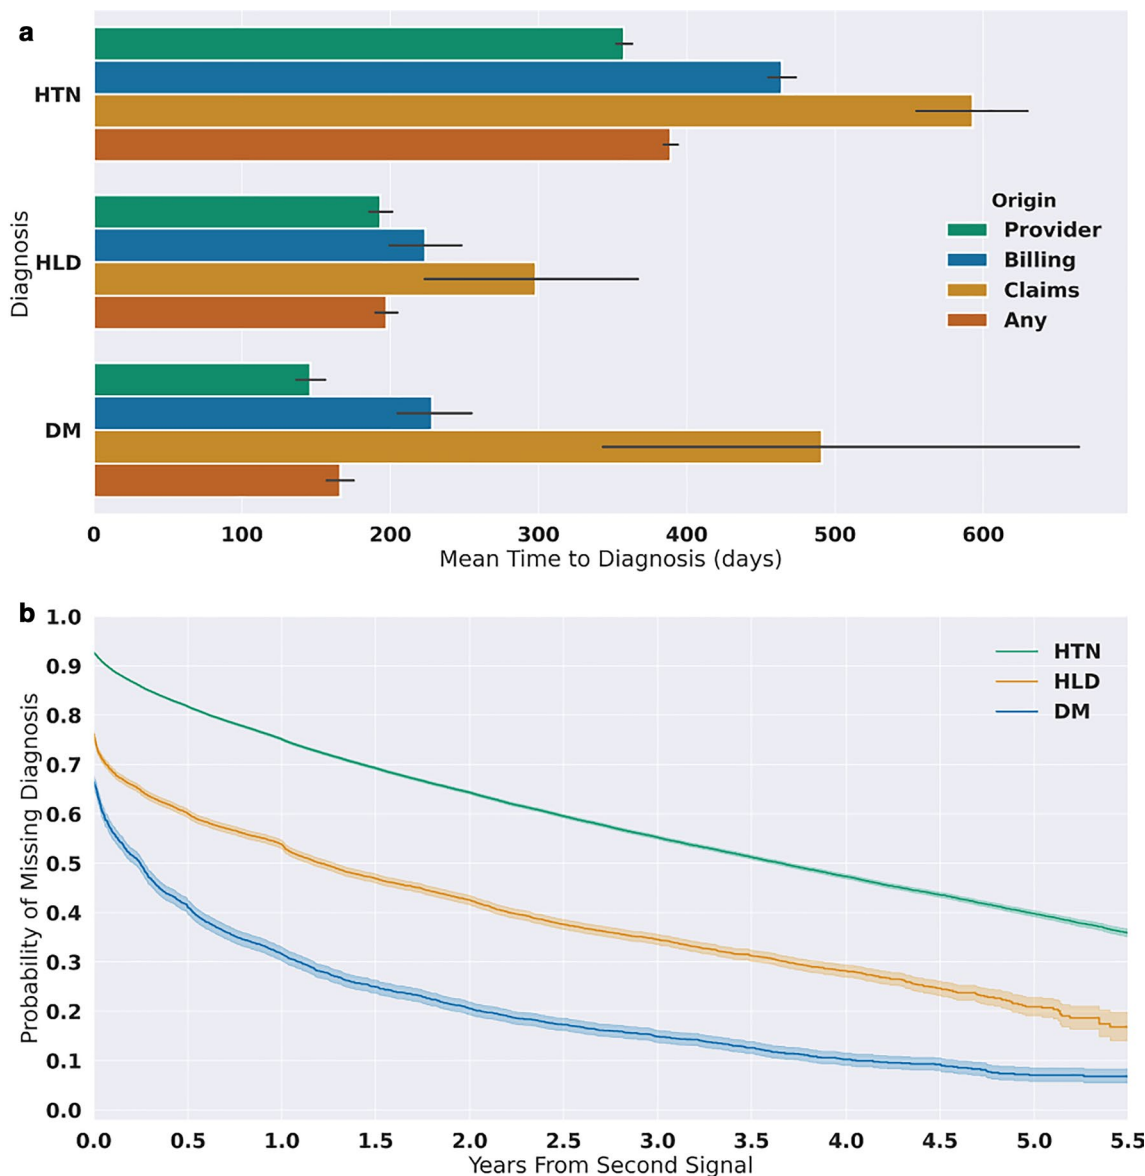 a
Diagnosis
HTN
HLD
DM
Origin
Provider
Billing
Claims
Any
0 100 200 300 400 500 600
Mean Time to Diagnosis (days)
b
Probability of Missing Diagnosis
1.0
0.9
0.8
0.7
0.6
0.5
0.4
0.3
0.2
0.1
0.0
HTN
HLD
DM
0.0 0.5 1.0 1.5 2.0 2.5 3.0 3.5 4.0 4.5 5.0 5.5
Years From Second Signal